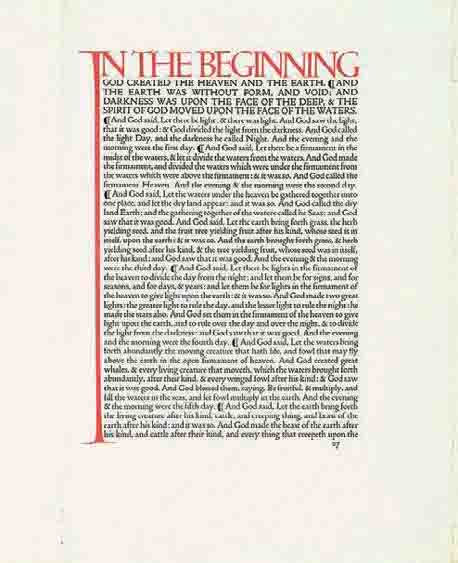 IN THE BEGINNING
GOD CREATED THE HEAVEN AND THE EARTH. ¶AND
THE EARTH WAS WITHOUT FORM, AND VOID; AND
DARKNESS WAS UPON THE FACE OF THE DEEP, & THE
SPIRIT OF GOD MOVED UPON THE FACE OF THE WATERS.
¶And God said, Let there be light: & there was light. And God saw the light,
that it was good: & God divided the light from the darkness. And God called
the light Day, and the darkness he called Night. And the evening and the
morning were the first day. ¶And God said, Let there be a firmament in the
midst of the waters, & let it divide the waters from the waters. And God made
the firmament, and divided the waters which were under the firmament from
the waters which were above the firmament: & it was so. And God called the
firmament Heaven. And the evening & the morning were the second day.
¶And God said, Let the waters under the heaven be gathered together unto
one place, and let the dry land appear: and it was so. And God called the dry
land Earth; and the gathering together of the waters called he Seas: and God
saw that it was good. And God said, Let the earth bring forth grass, the herb
yielding seed, and the fruit tree yielding fruit after his kind, whose seed is in
itself, upon the earth: & it was so. And the earth brought forth grass, & herb
yielding seed after his kind, & the tree yielding fruit, whose seed was in itself,
after his kind: and God saw that it was good. And the evening & the morning
were the third day. ¶And God said, Let there be lights in the firmament of
the heaven to divide the day from the night; and let them be for signs, and for
seasons, and for days, & years: and let them be for lights in the firmament of
the heaven to give light upon the earth: & it was so. And God made two great
lights; the greater light to rule the day, and the lesser light to rule the night: he
made the stars also. And God set them in the firmament of the heaven to give
light upon the earth, and to rule over the day and over the night, & to divide
the light from the darkness: and God saw that it was good. And the evening
and the morning were the fourth day. ¶And God said, Let the waters bring
forth abundantly the moving creature that hath life, and fowl that may fly
above the earth in the open firmament of heaven. And God created great
whales, & every living creature that moveth, which the waters brought forth
abundantly, after their kind, & every winged fowl after his kind: & God saw
that it was good. And God blessed them, saying, Be fruitful, & multiply, and
fill the waters in the seas, and let fowl multiply in the earth. And the evening
& the morning were the fifth day. ¶And God said, Let the earth bring forth
the living creature after his kind, cattle, and creeping thing, and beast of the
earth after his kind: and it was so. And God made the beast of the earth after
his kind, and cattle after their kind, and every thing that creepeth upon the
27